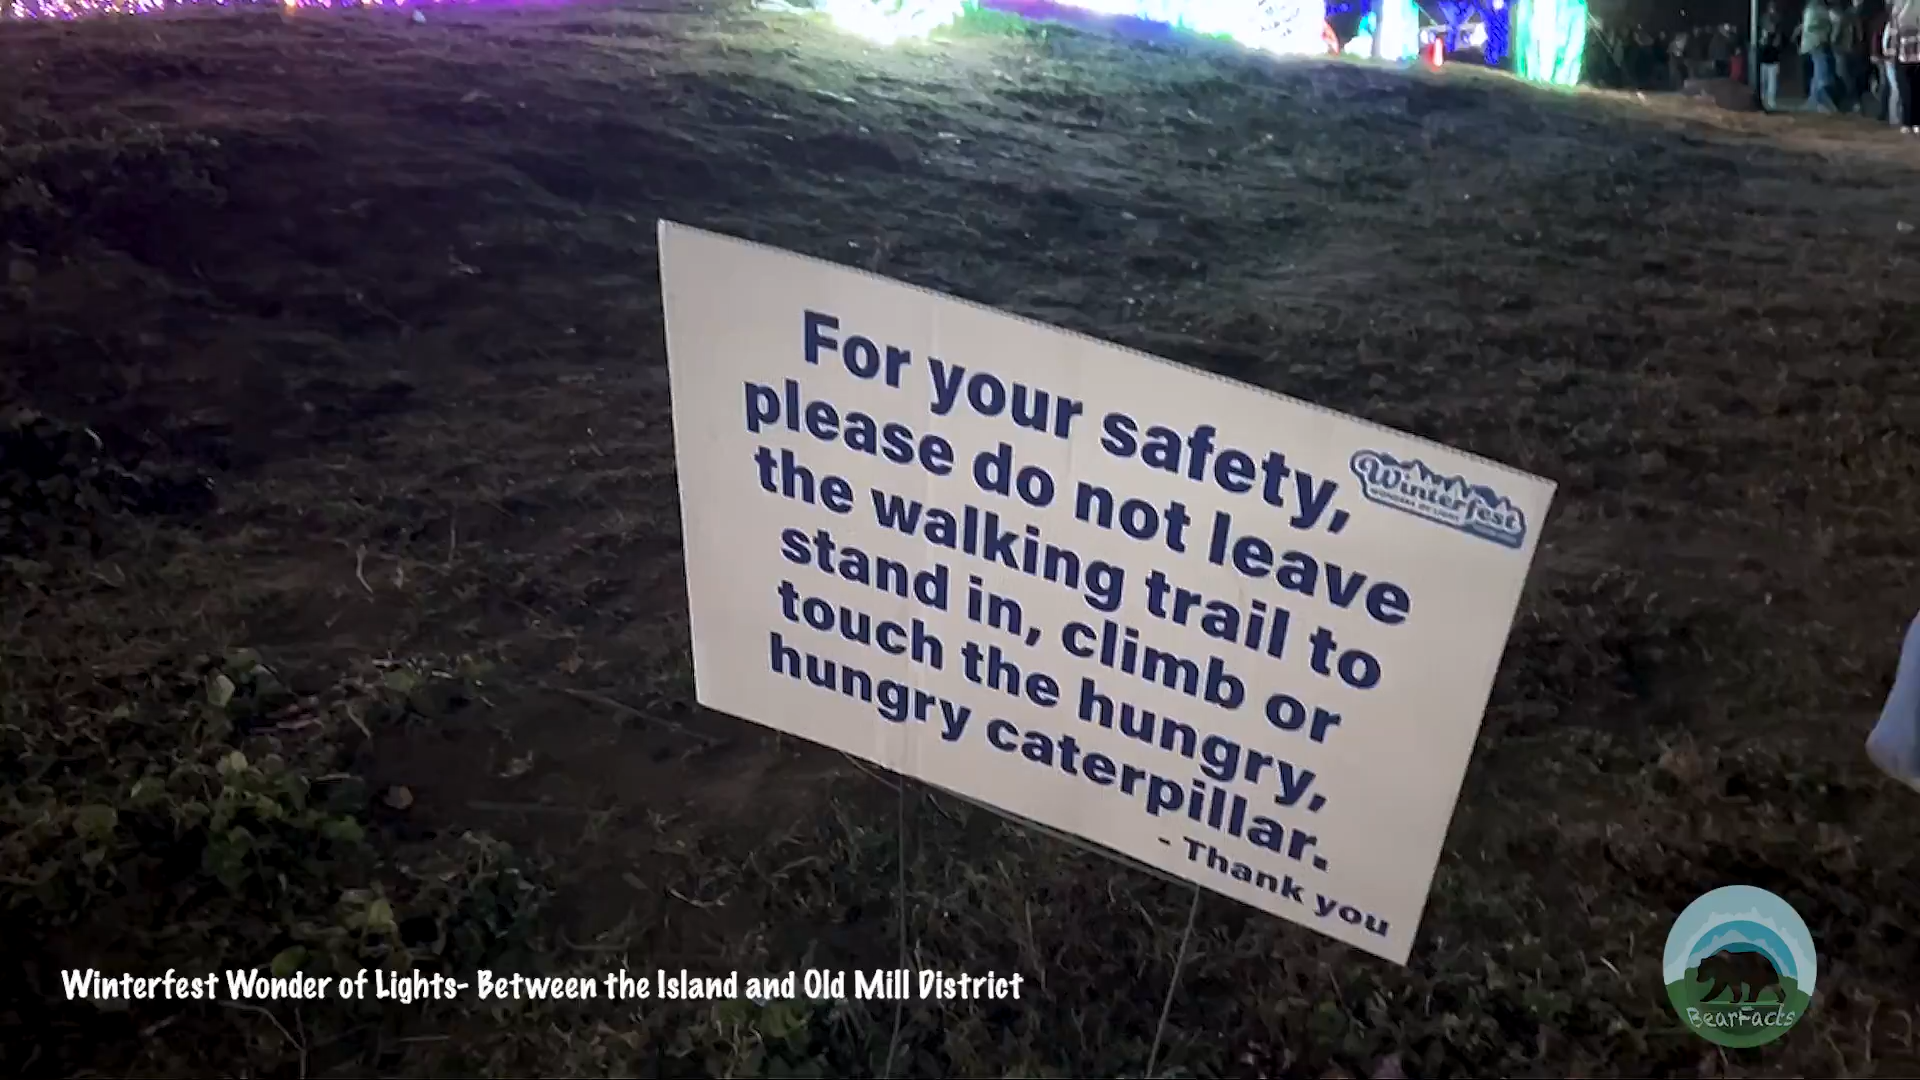 For your safety,
please do not leave
the walking trail to
stand in, climb or
touch the hungry,
hungry caterpillar.
- Thank you
Winterfest
Winterfest Wonder of Lights- Between the Island and Old Mill District
BearFacts